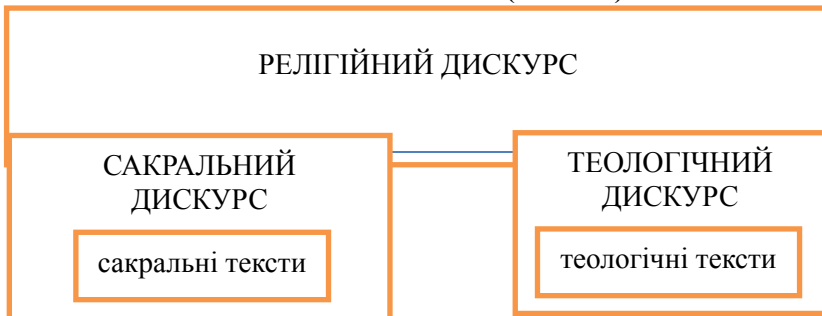 РЕЛІГІЙНИЙ ДИСКУРС
САКРАЛЬНИЙ
ДИСКУРС
сакральні тексти
ТЕОЛОГІЧНИЙ
ДИСКУРС
теологічні тексти